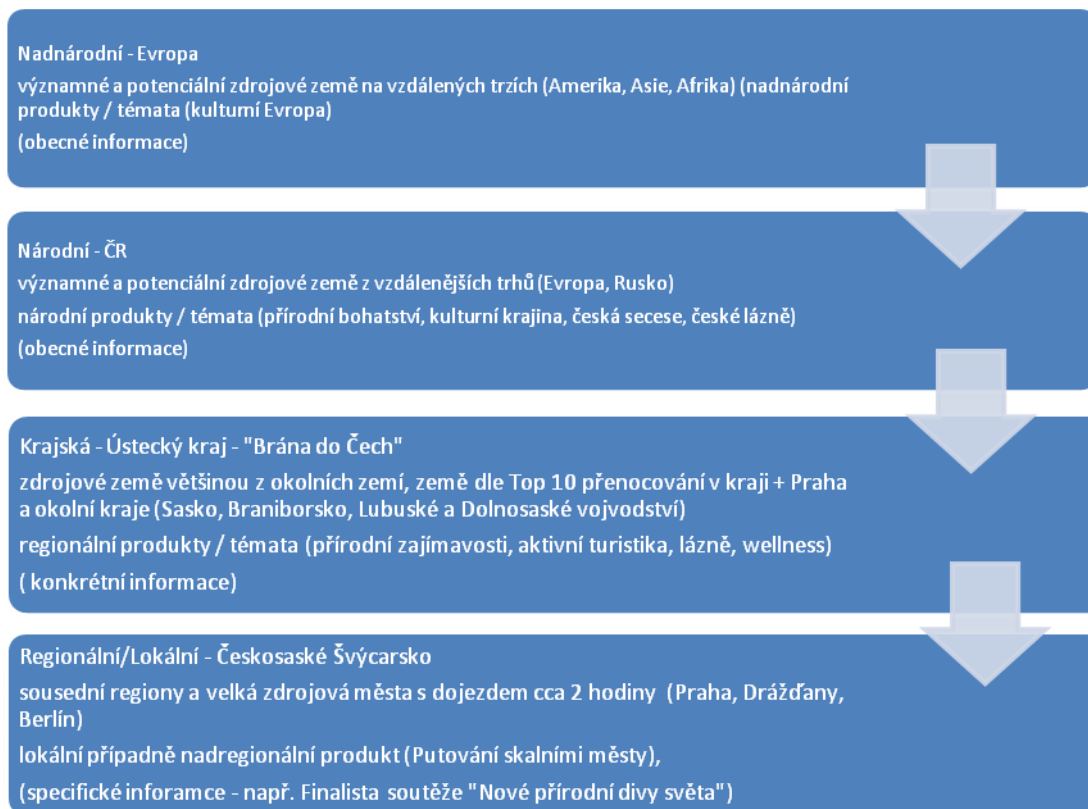 Nadnárodní - Evropa
významné a potenciální zdrojové země na vzdálených trzích (Amerika, Asie, Afrika) (nadnárodní
produkty / témata (kulturní Evropa)
(obecné informace)
Národní - ČR
významné a potenciální zdrojové země z vzdálenějších trhů (Evropa, Rusko)
národní produkty / témata (přírodní bohatství, kulturní krajina, česká secese, české lázně)
(obecné informace)
Krajská - Ústecký kraj - "Brána do Čech"
zdrojové země většinou z okolních zemí, země dle Top 10 přenocování v kraji + Praha
a okolní kraje (Sasko, Braniborsko, Lubuské a Dolnosaské vojvodství)
regionální produkty / témata (přírodní zajímavosti, aktivní turistika, lázně, wellness)
( konkrétní informace)
Regionální/Lokální - Českosaské Švýcarsko
sousední regiony a velká zdrojová města s dojezdem cca 2 hodiny (Praha, Drážďany,
Berlín)
lokální případně nadregionální produkt (Putování skalními městy),
(specifické inforamce - např. Finalista soutěže "Nové přírodní divy světa")